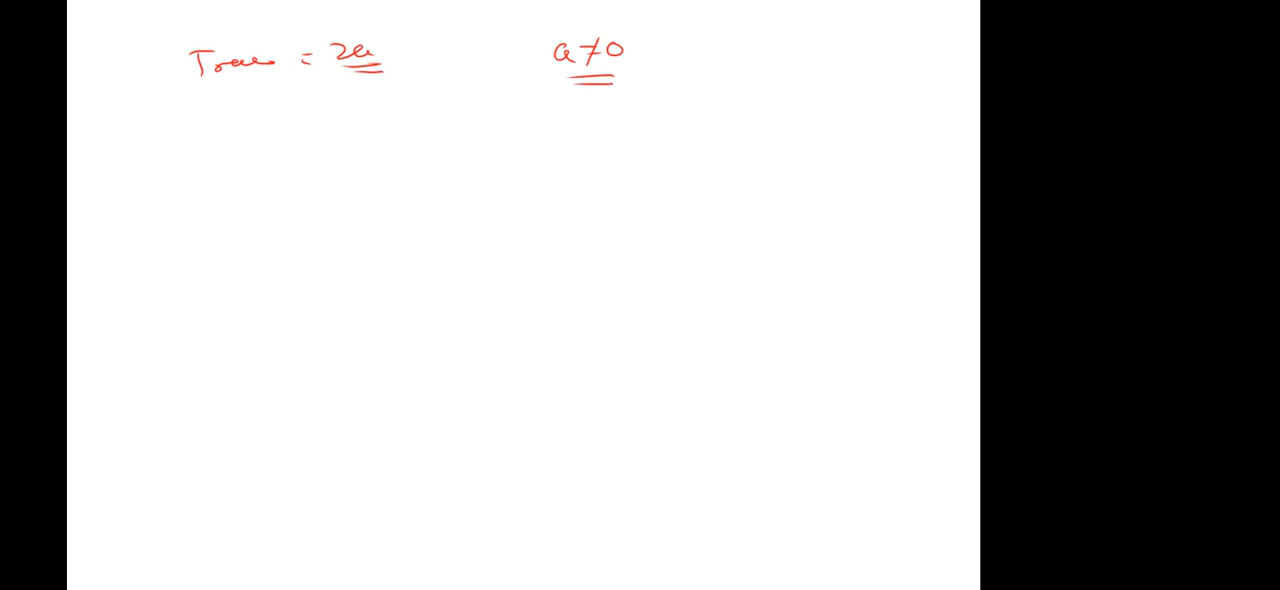 Trace = 2a a≠0